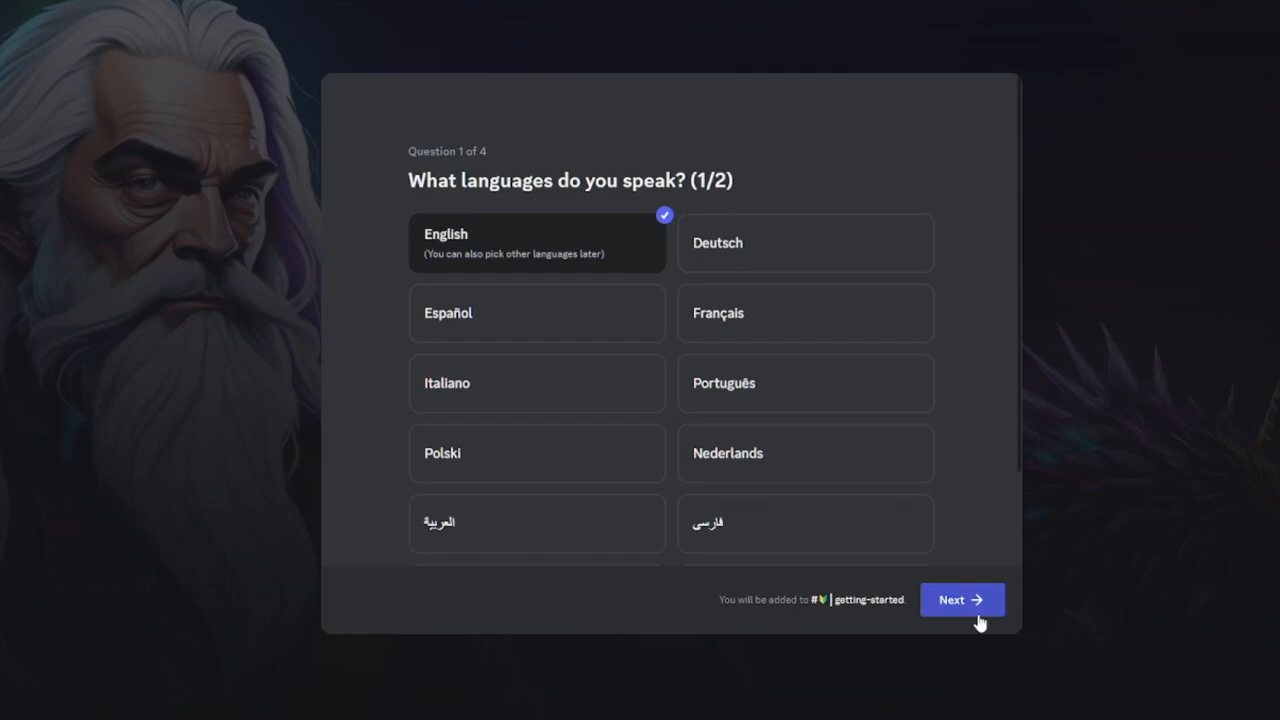 Question 1 of 4
What languages do you speak? (1/2)
English
(You can also pick other languages later)
Deutsch
Español
Français
Italiano
Português
Polski
Nederlands
العربية
فارسی
You will be added to #🔰| getting-started.
Next →